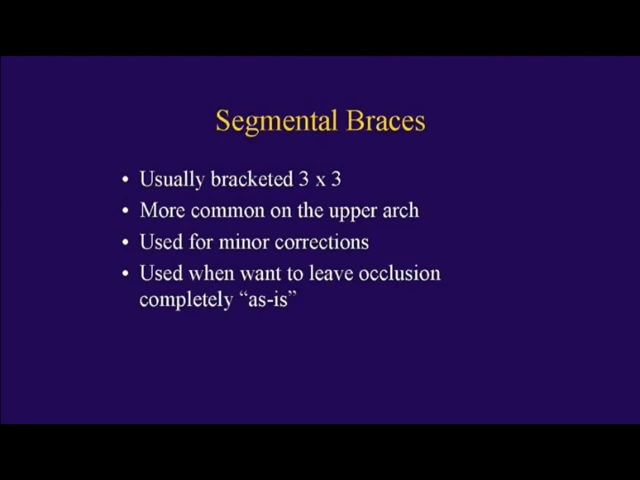 Segmental Braces
• Usually bracketed 3 x 3
• More common on the upper arch
• Used for minor corrections
• Used when want to leave occlusion
completely “as-is”